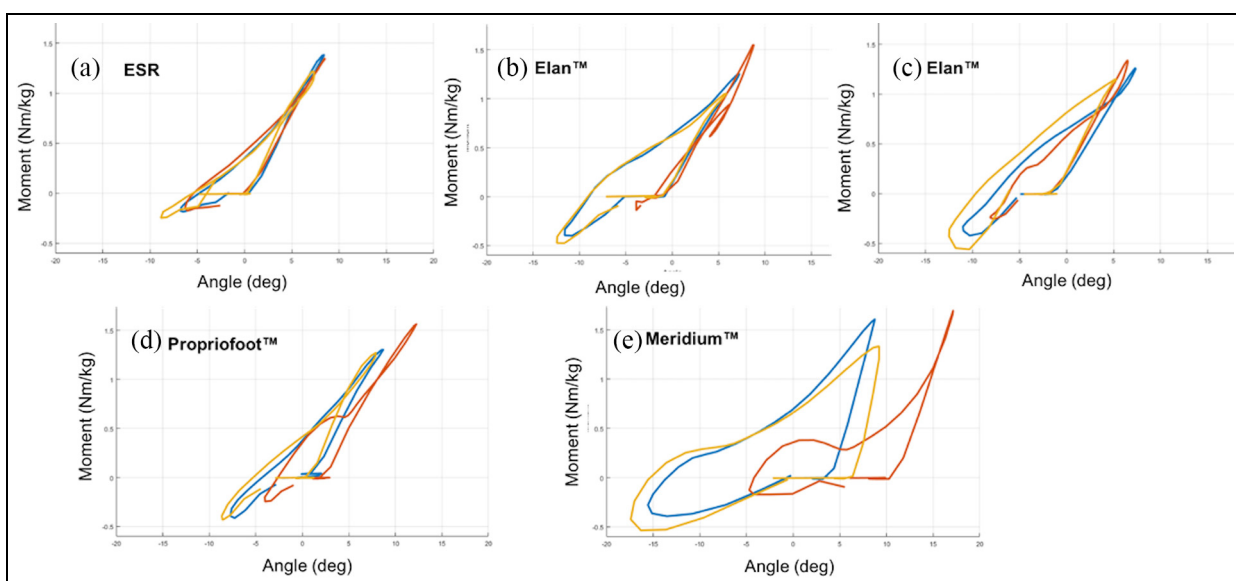 (a) ESR
Moment (Nm/kg)
1.5
1
0.5
0
-0.5
-20 -15 -10 -5 0 5 10 15 20
Angle (deg)
(b) Elan™
Moment (Nm/kg)
1.5
1
0.5
0
-0.5
-20 -15 -10 -5 0 5 10 15
Angle (deg)
(c) Elan™
Moment (Nm/kg)
1.5
1
0.5
0
-0.5
-20 -15 -10 -5 0 5 10 15
Angle (deg)
(d) Propriofoot™
Moment (Nm/kg)
1.5
1
0.5
0
-0.5
-20 -15 -10 -5 0 5 10 15 20
Angle (deg)
(e) Meridium™
Moment (Nm/kg)
1.5
1
0.5
0
-0.5
-20 -15 -10 -5 0 5 10 15 20
Angle (deg)